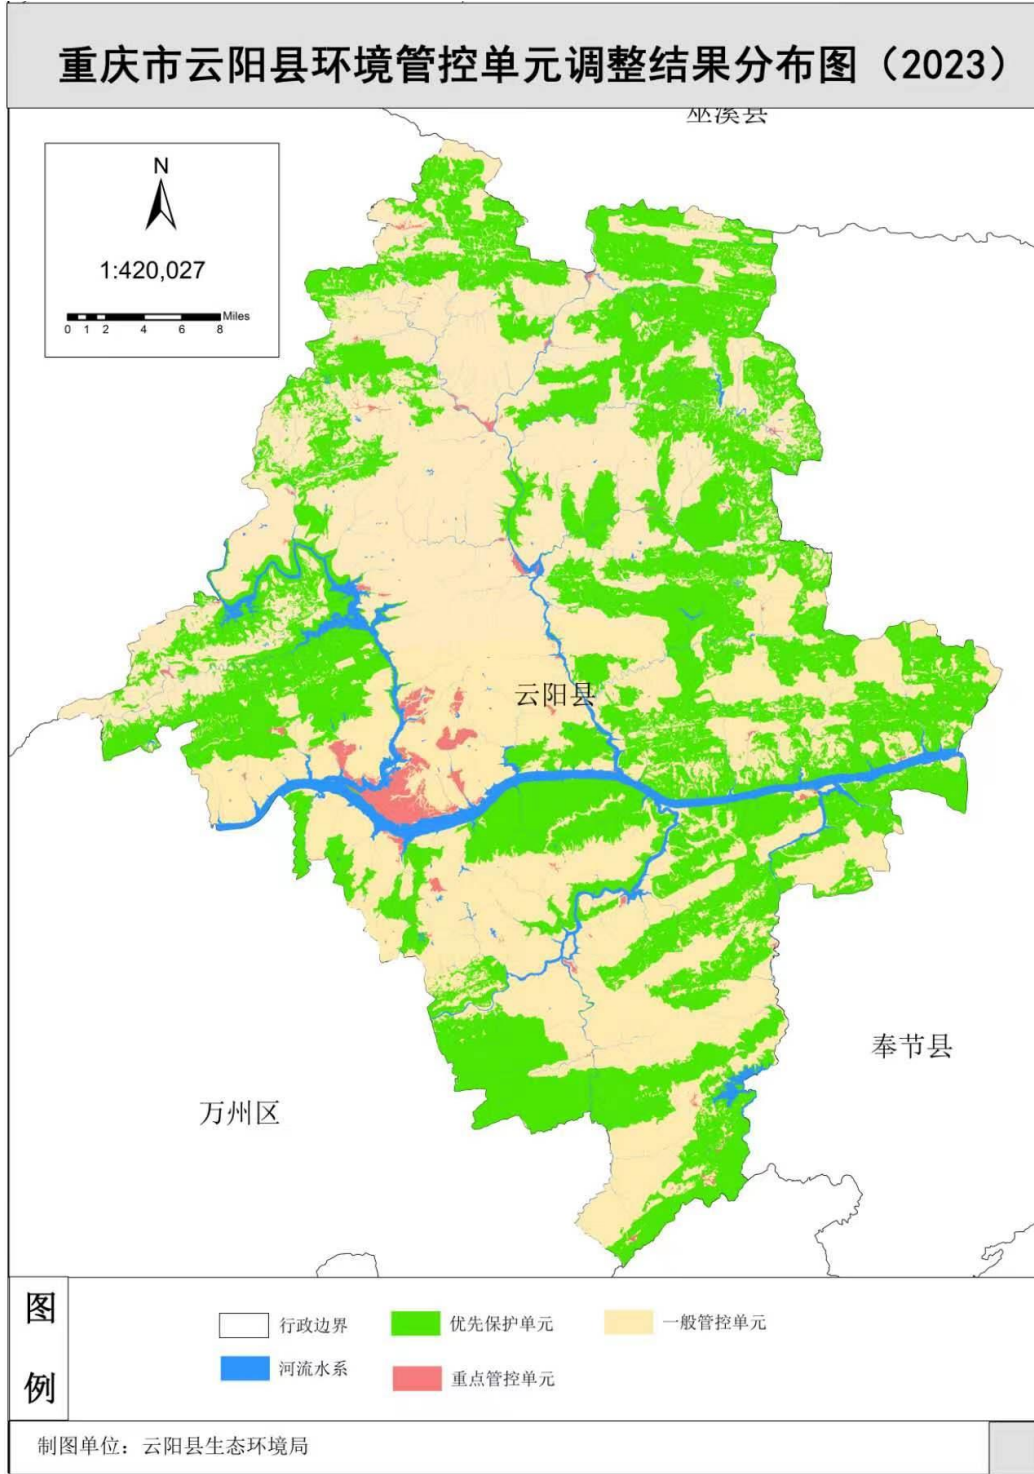 重庆市云阳县环境管控单元调整结果分布图（2023）
巫溪县
N
1:420,027
Miles
0 1 2 4 6 8
云阳县
奉节县
万州区
图例
行政边界
优先保护单元
一般管控单元
河流水系
重点管控单元
制图单位：云阳县生态环境局